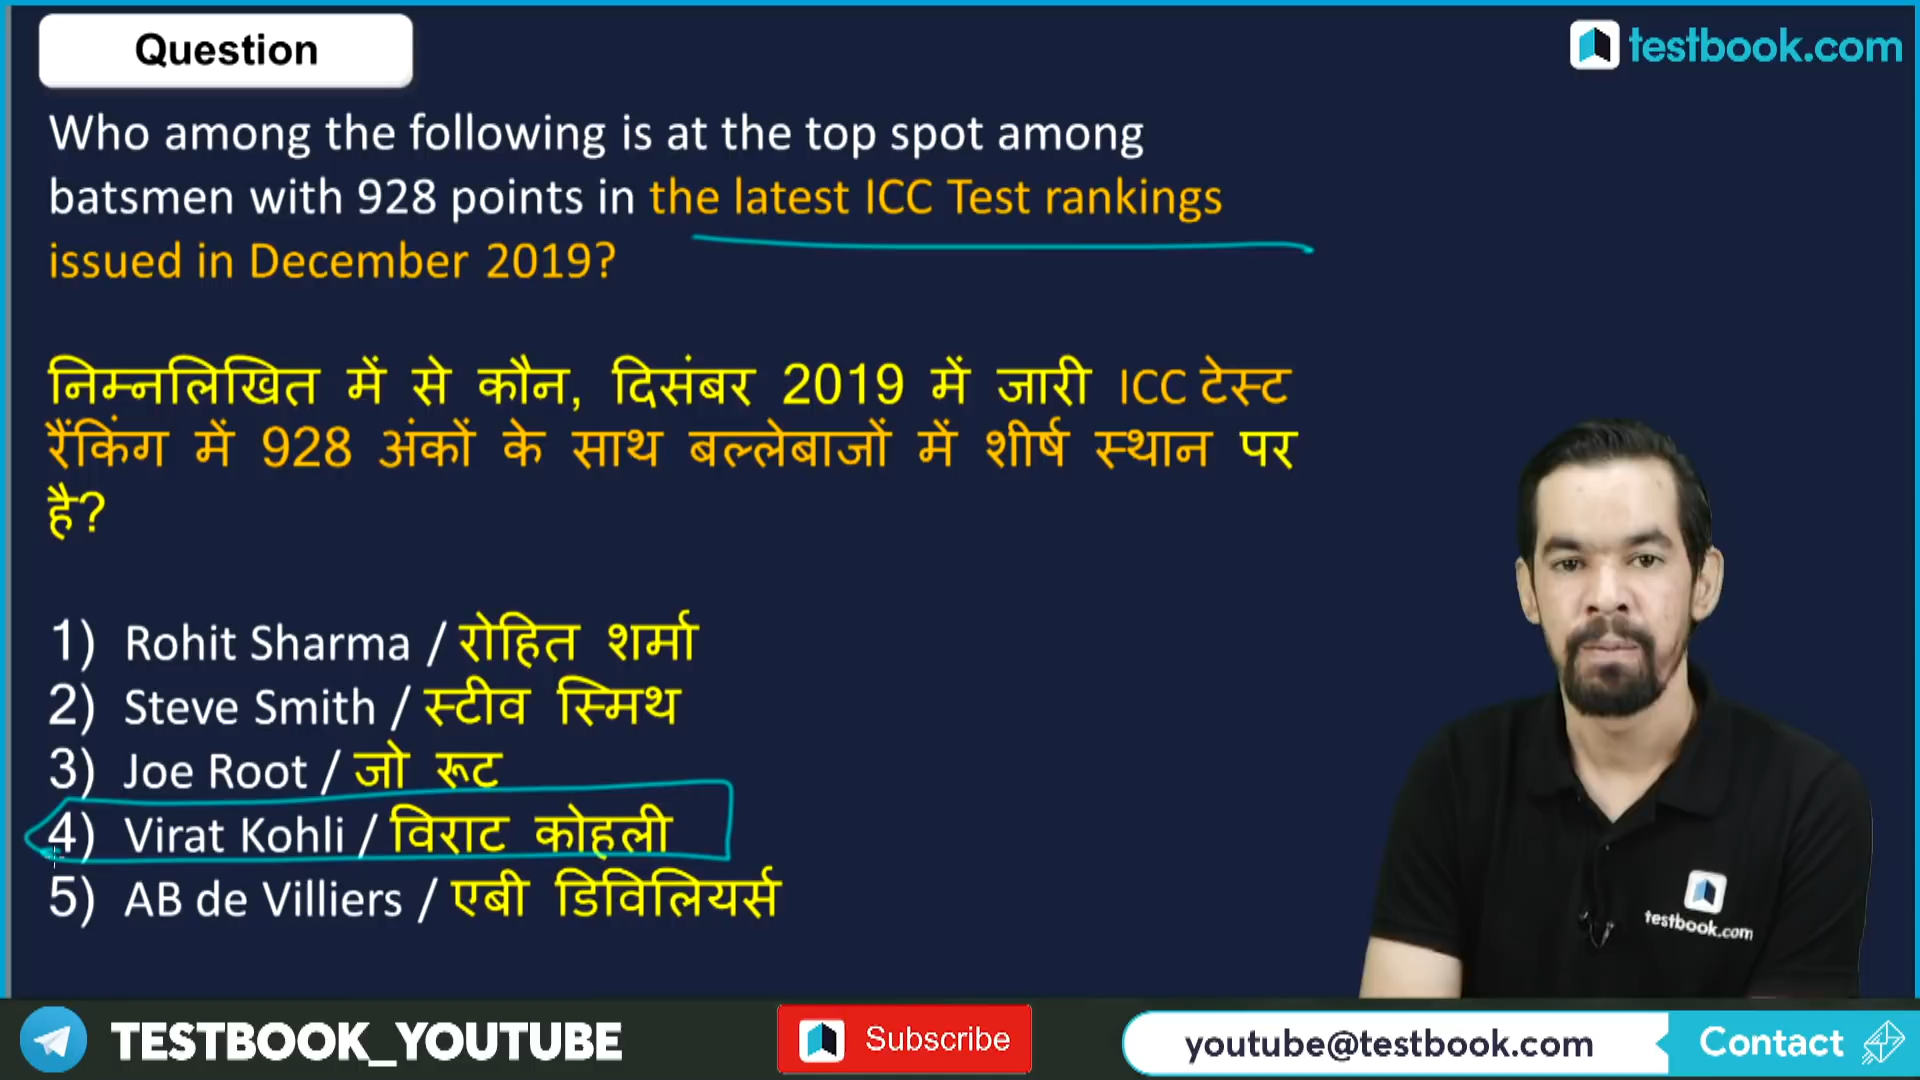 Question
testbook.com
Who among the following is at the top spot among
batsmen with 928 points in the latest ICC Test rankings
issued in December 2019?
निम्नलिखित में से कौन, दिसंबर 2019 में जारी ICC टेस्ट
रैंकिंग में 928 अंकों के साथ बल्लेबाजों में शीर्ष स्थान पर
है?
1) Rohit Sharma / रोहित शर्मा
2) Steve Smith / स्टीव स्मिथ
3) Joe Root / जो रूट
4) Virat Kohli / विराट कोहली
5) AB de Villiers / एबी डिविलियर्स
testbook.com
TESTBOOK_YOUTUBE
Subscribe
youtube@testbook.com
Contact